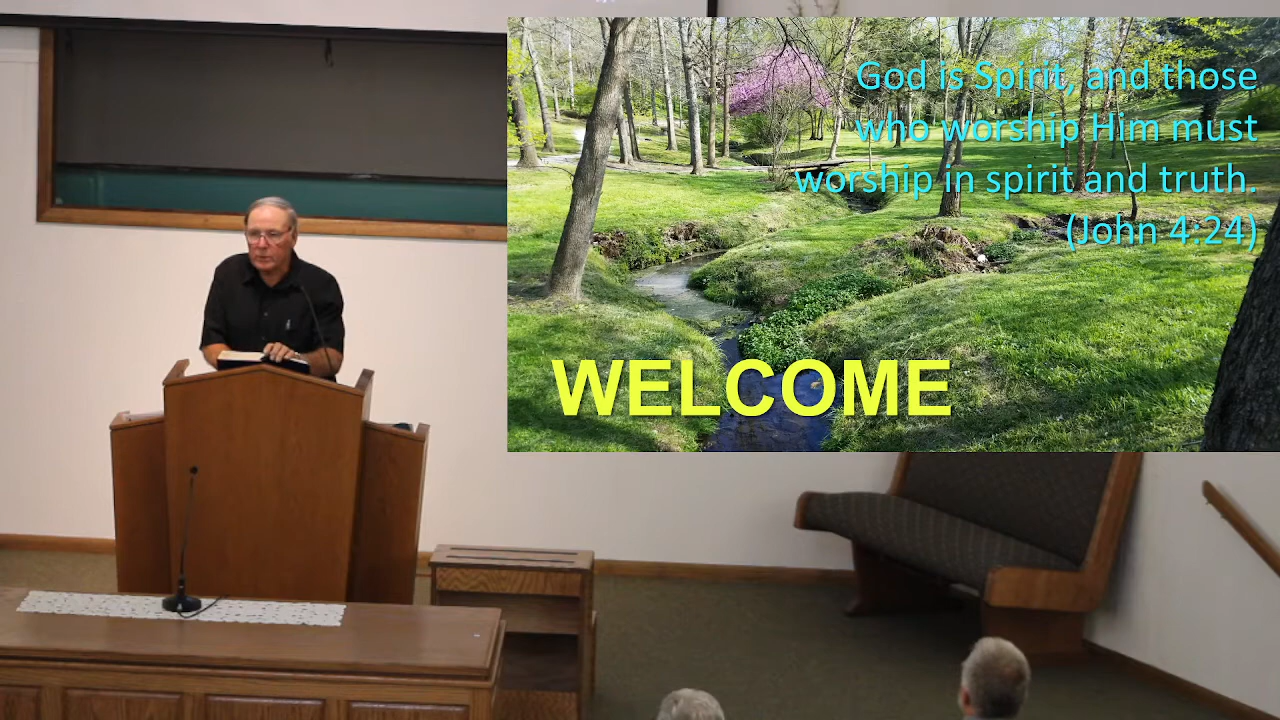 God is Spirit, and those
who worship Him must
worship in spirit and truth.
(John 4:24)
WELCOME